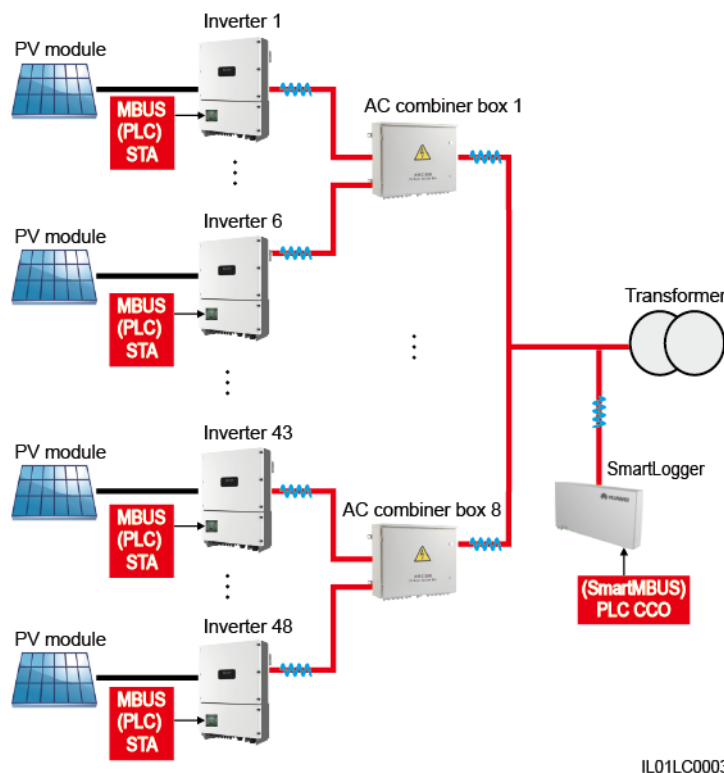 Inverter 1
PV module
MBUS
(PLC)
STA
AC combiner box 1
Inverter 6
PV module
MBUS
(PLC)
STA
Transformer
Inverter 43
PV module
MBUS
(PLC)
STA
AC combiner box 8
SmartLogger
HUAWEI
(SmartMBUS)
PLC CCO
Inverter 48
PV module
MBUS
(PLC)
STA
IL01LC0003